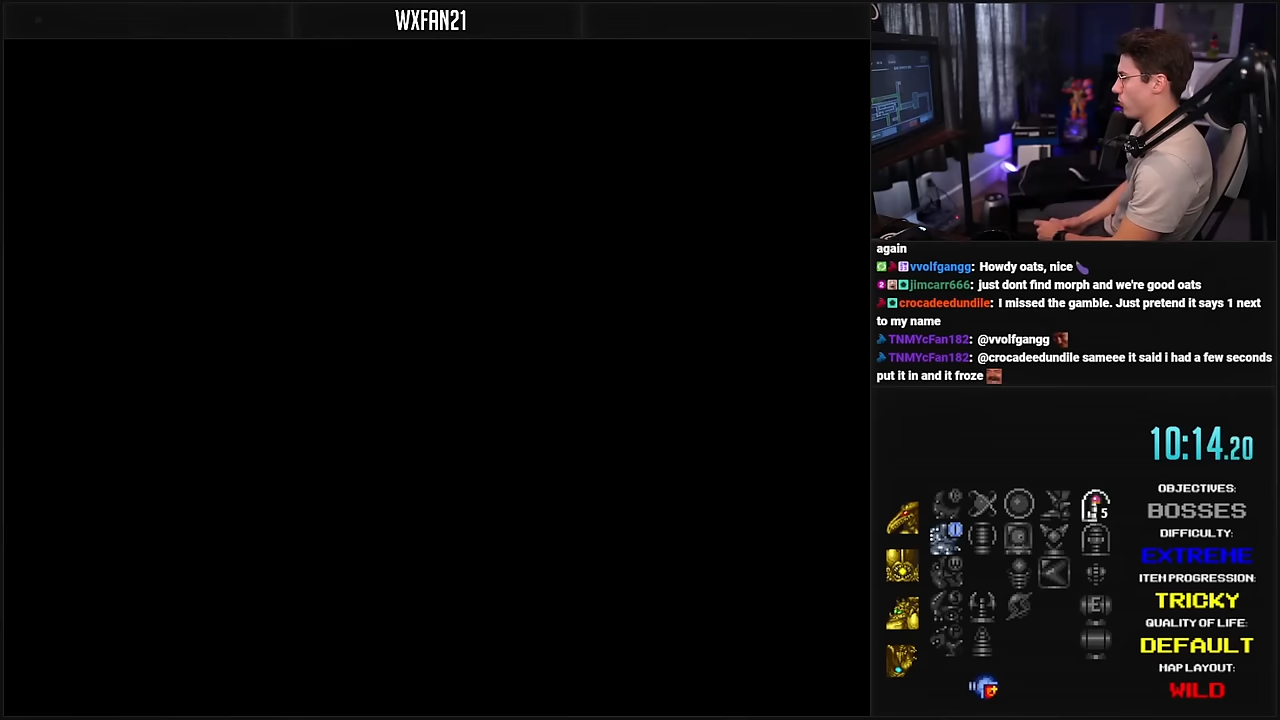 WXFAN21
again
vvolfgangg: Howdy oats, nice
jimcarr666: just dont find morph and we're good oats
crocadeedundile: I missed the gamble. Just pretend it says 1 next
to my name
TNMYcFan182: @vvolfgangg
TNMYcFan182: @crocadeedundile sameee it said i had a few seconds
put it in and it froze
10:14.20
OBJECTIVES:
BOSSES
DIFFICULTY:
EXTREME
ITEM PROGRESSION:
TRICKY
QUALITY OF LIFE:
DEFAULT
MAP LAYOUT:
WILD
5
E